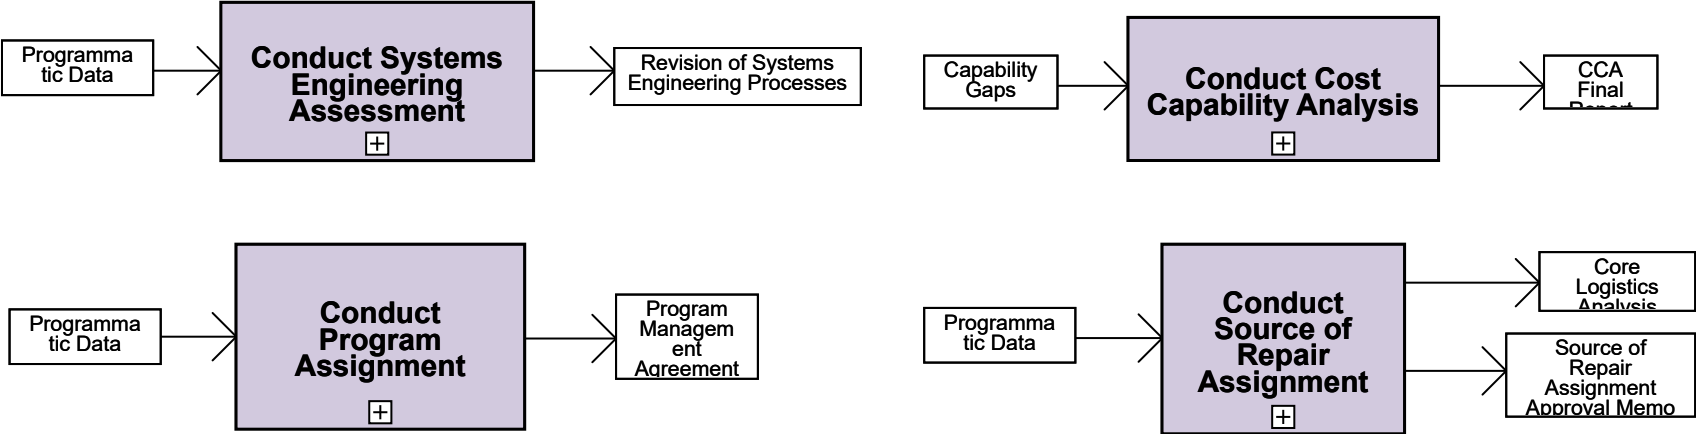 Programma
tic Data
Conduct Systems
Engineering
Assessment
Revision of Systems
Engineering Processes
Capability
Gaps
Conduct Cost
Capability Analysis
CCA
Final
Report
Programma
tic Data
Conduct
Program
Assignment
Program
Managem
ent
Agreement
Programma
tic Data
Conduct
Source of
Repair
Assignment
Core
Logistics
Analysis
Source of
Repair
Assignment
Approval Memo